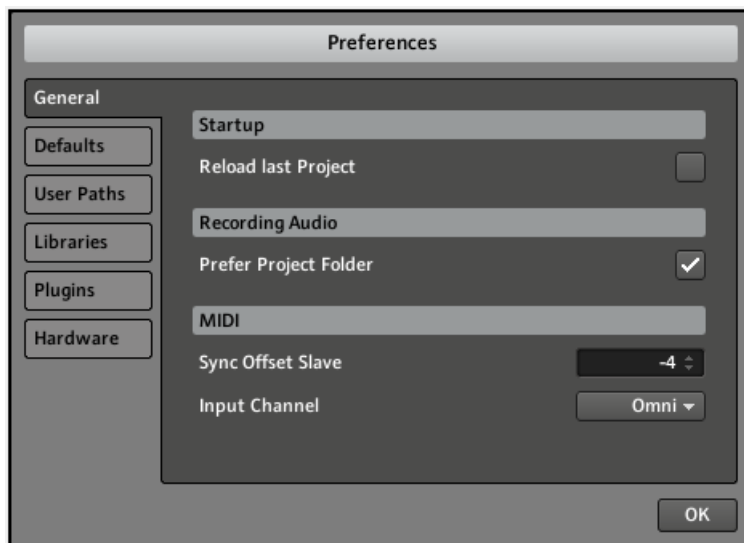 Preferences
General
Defaults
User Paths
Libraries
Plugins
Hardware
Startup
Reload last Project
Recording Audio
Prefer Project Folder
MIDI
Sync Offset Slave -4
Input Channel Omni
OK